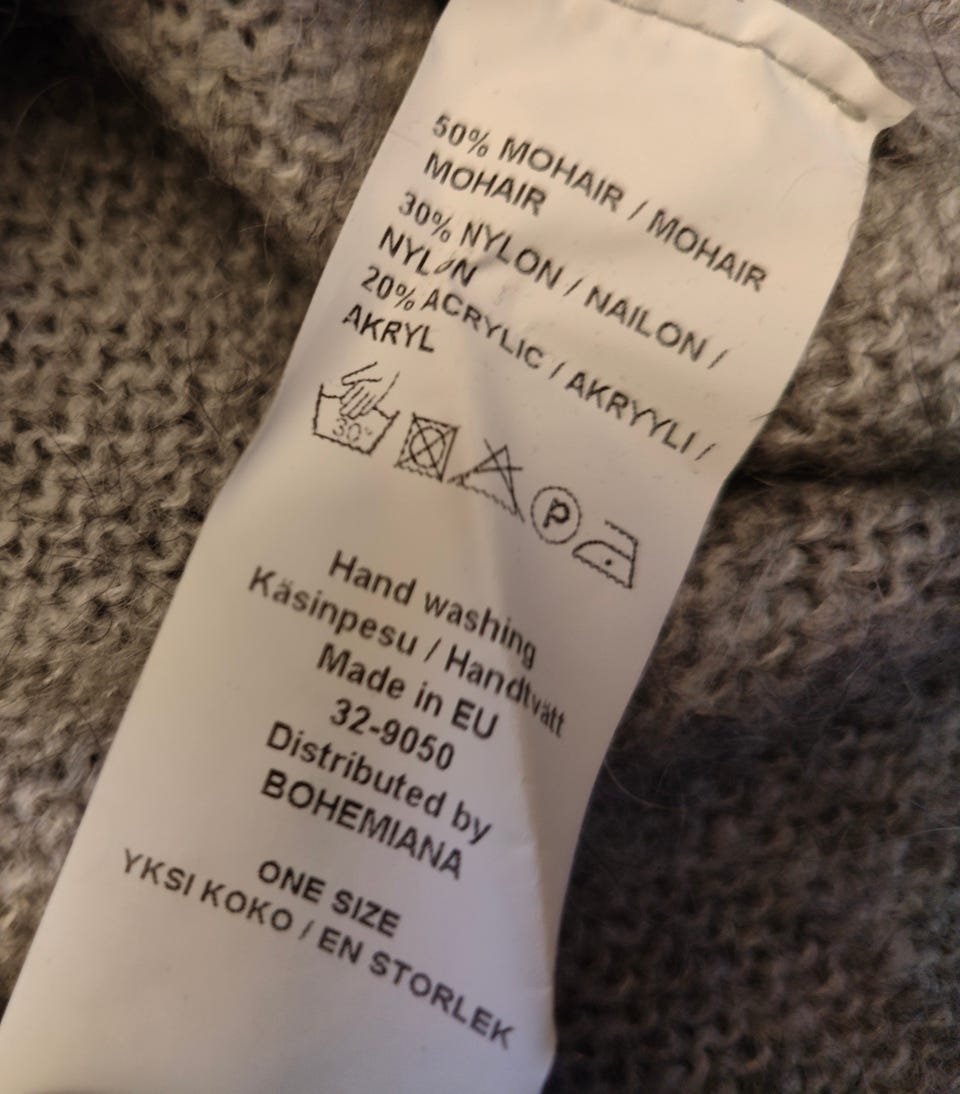 50% MOHAIR / MOHAIR
MOHAIR
30% NYLON / NAILON /
NYLON
20% ACRYLIC / AKRYYLI /
AKRYL
30°
P
Hand washing
Käsinpesu / Handtvätt
Made in EU
32-9050
Distributed by
BOHEMIANA
ONE SIZE
YKSI KOKO / EN STORLEK